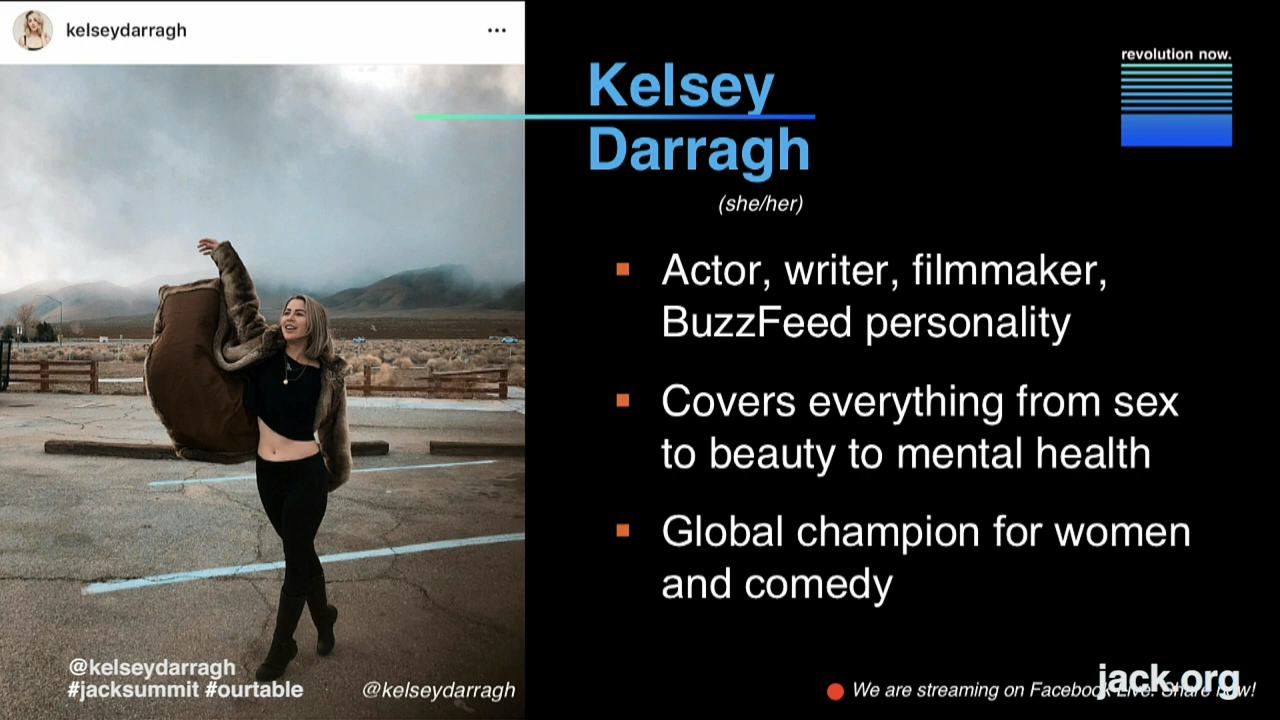 kelseydarragh
Kelsey
Darragh
(she/her)
revolution now.
Actor, writer, filmmaker,
BuzzFeed personality
Covers everything from sex
to beauty to mental health
Global champion for women
and comedy
@kelseydarragh
#jacksummit #ourtable
@kelseydarragh
We are streaming on Facebook Live. Share now!
jack.org